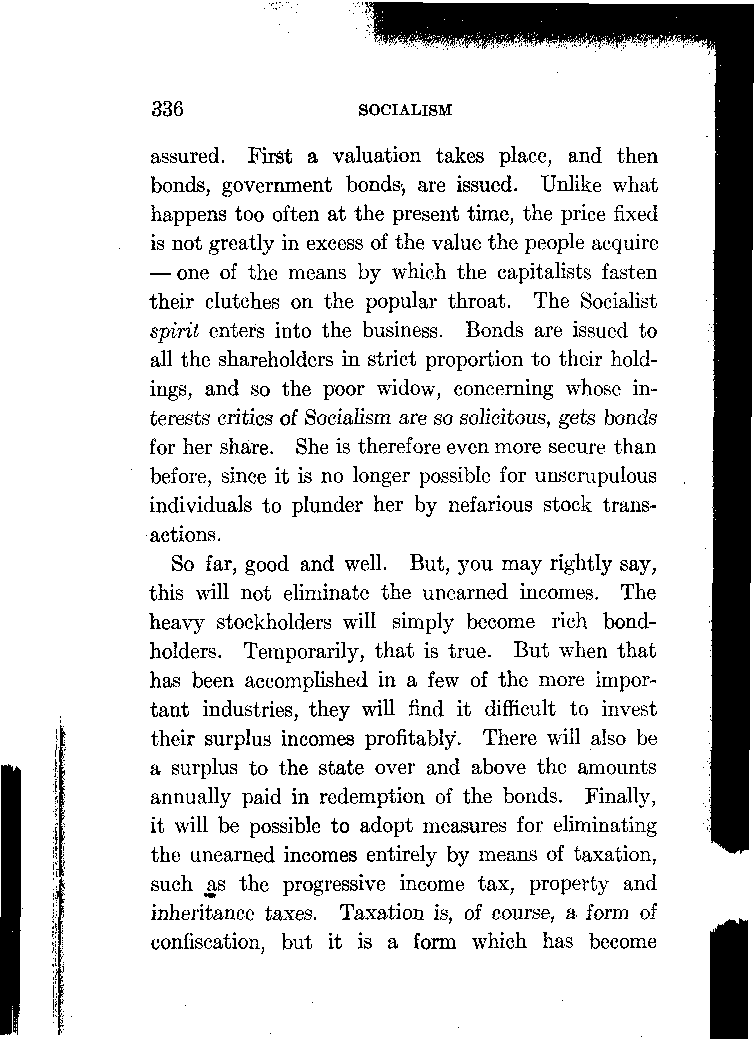 336 SOCIALISM
assured. First a valuation takes place, and then
bonds, government bonds, are issued. Unlike what
happens too often at the present time, the price fixed
is not greatly in excess of the value the people acquire
— one of the means by which the capitalists fasten
their clutches on the popular throat. The Socialist
spirit enters into the business. Bonds are issued to
all the shareholders in strict proportion to their hold-
ings, and so the poor widow, concerning whose in-
terests critics of Socialism are so solicitous, gets bonds
for her share. She is therefore even more secure than
before, since it is no longer possible for unscrupulous
individuals to plunder her by nefarious stock trans-
actions.
So far, good and well. But, you may rightly say,
this will not eliminate the unearned incomes. The
heavy stockholders will simply become rich bond-
holders. Temporarily, that is true. But when that
has been accomplished in a few of the more impor-
tant industries, they will find it difficult to invest
their surplus incomes profitably. There will also be
a surplus to the state over and above the amounts
annually paid in redemption of the bonds. Finally,
it will be possible to adopt measures for eliminating
the unearned incomes entirely by means of taxation,
such as the progressive income tax, property and
inheritance taxes. Taxation is, of course, a form of
confiscation, but it is a form which has become